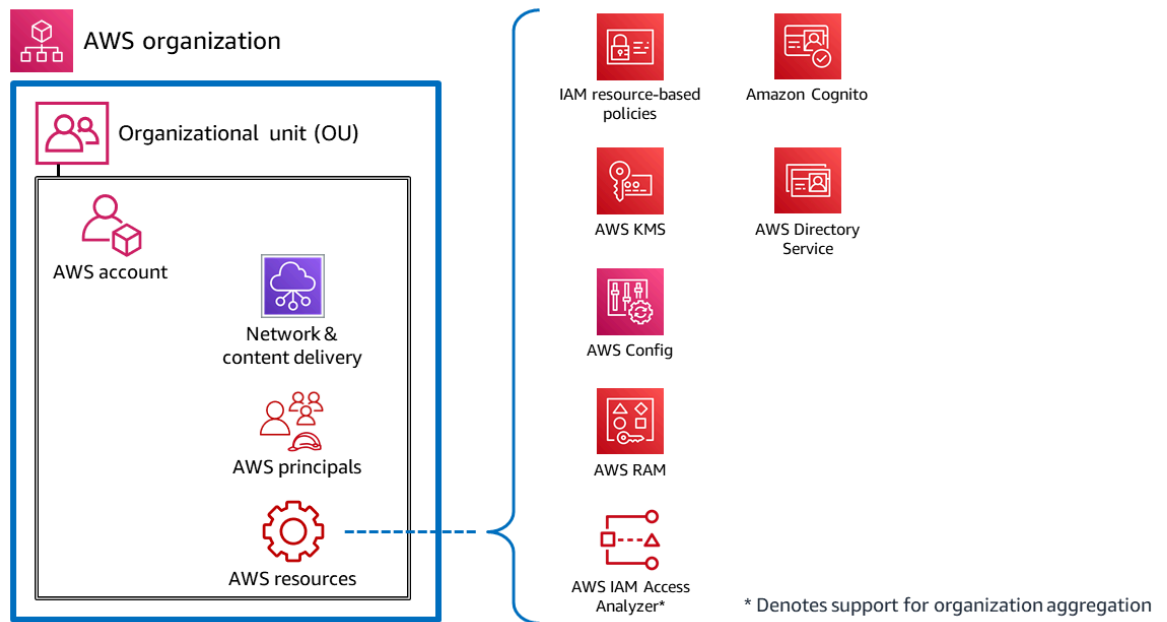 AWS organization
Organizational unit (OU)
AWS account
Network &
content delivery
AWS principals
AWS resources
IAM resource-based
policies
Amazon Cognito
AWS KMS
AWS Directory
Service
AWS Config
AWS RAM
AWS IAM Access
Analyzer*
* Denotes support for organization aggregation